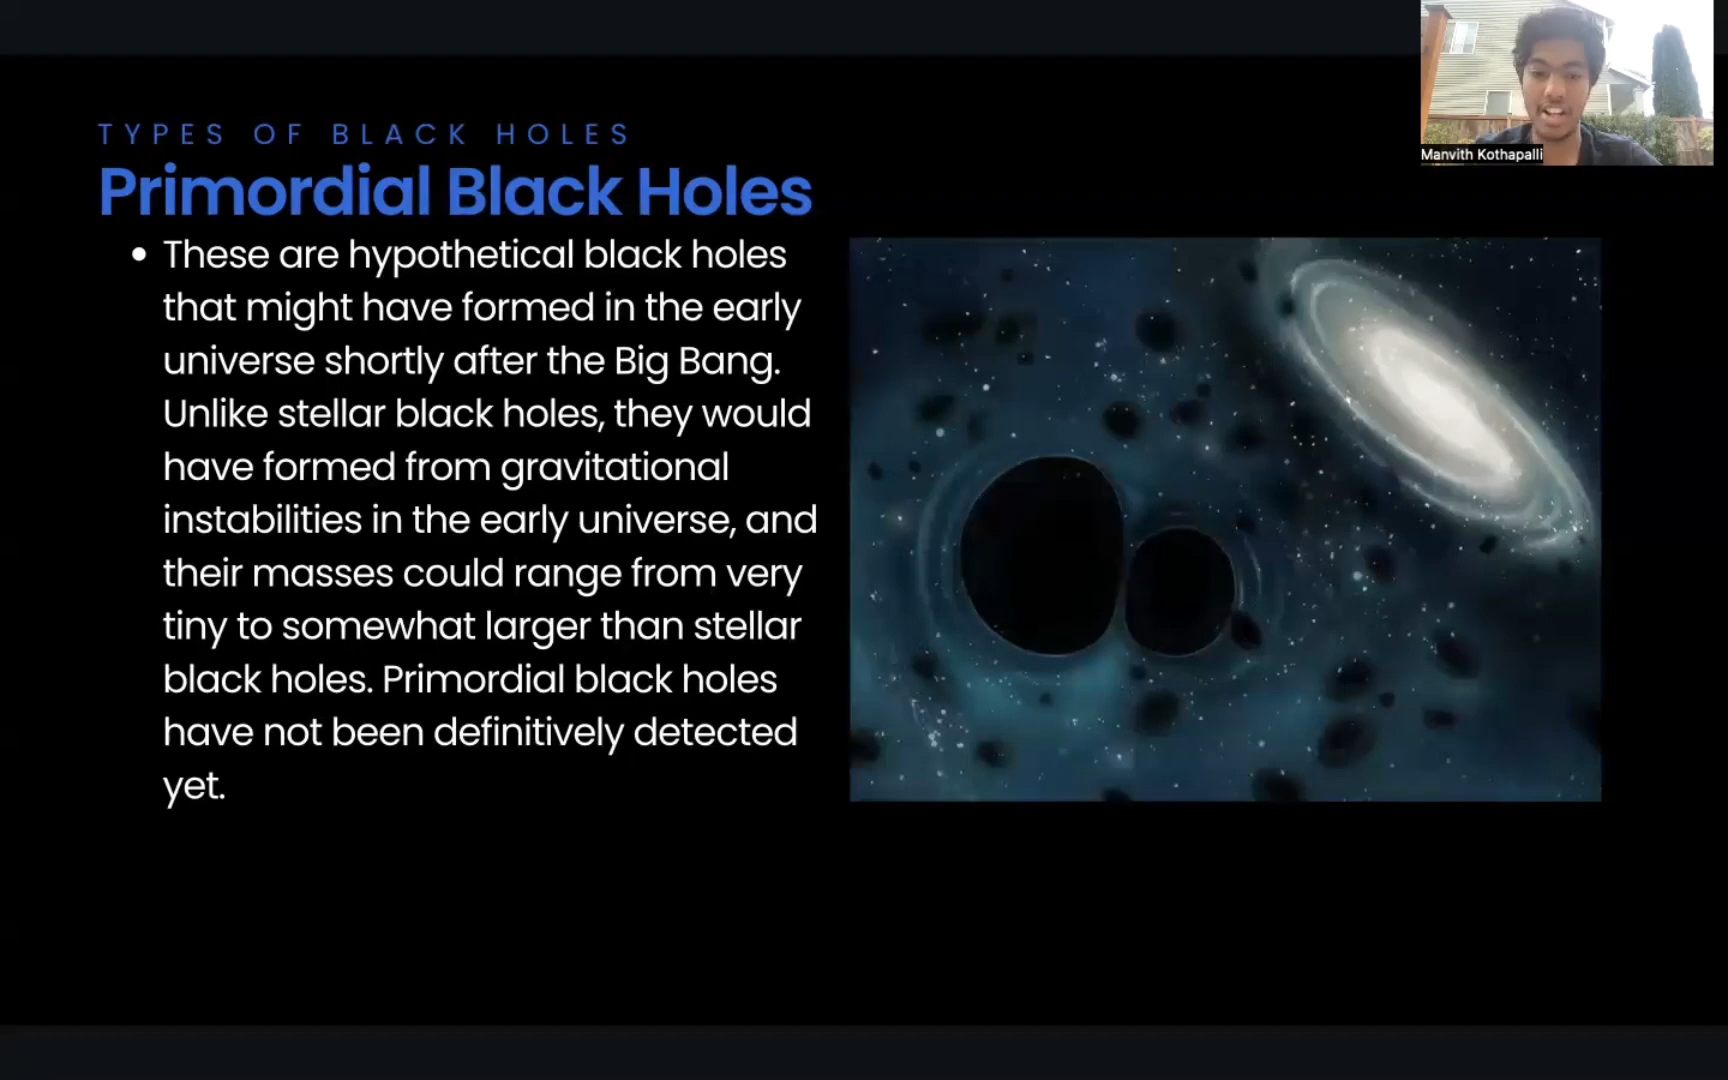 TYPES OF BLACK HOLES
Primordial Black Holes
• These are hypothetical black holes
that might have formed in the early
universe shortly after the Big Bang.
Unlike stellar black holes, they would
have formed from gravitational
instabilities in the early universe, and
their masses could range from very
tiny to somewhat larger than stellar
black holes. Primordial black holes
have not been definitively detected
yet.
Manvith Kothapalli